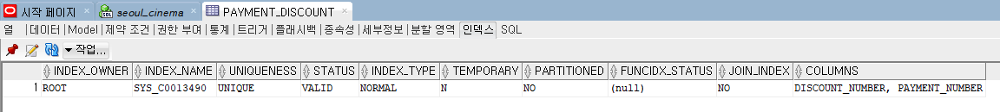 시작 페이지 seoul_cinema PAYMENT_DISCOUNT
열 | 데이터 | Model | 제약 조건 | 권한 부여 | 통계 | 트리거 | 플래시백 | 종속성 | 세부정보 | 분할 영역 | 인덱스 | SQL
작업...
INDEX_OWNER INDEX_NAME UNIQUENESS STATUS INDEX_TYPE TEMPORARY PARTITIONED FUNCIDX_STATUS JOIN_INDEX COLUMNS
1 ROOT SYS_C0013490 UNIQUE VALID NORMAL N NO (null) NO DISCOUNT_NUMBER, PAYMENT_NUMBER